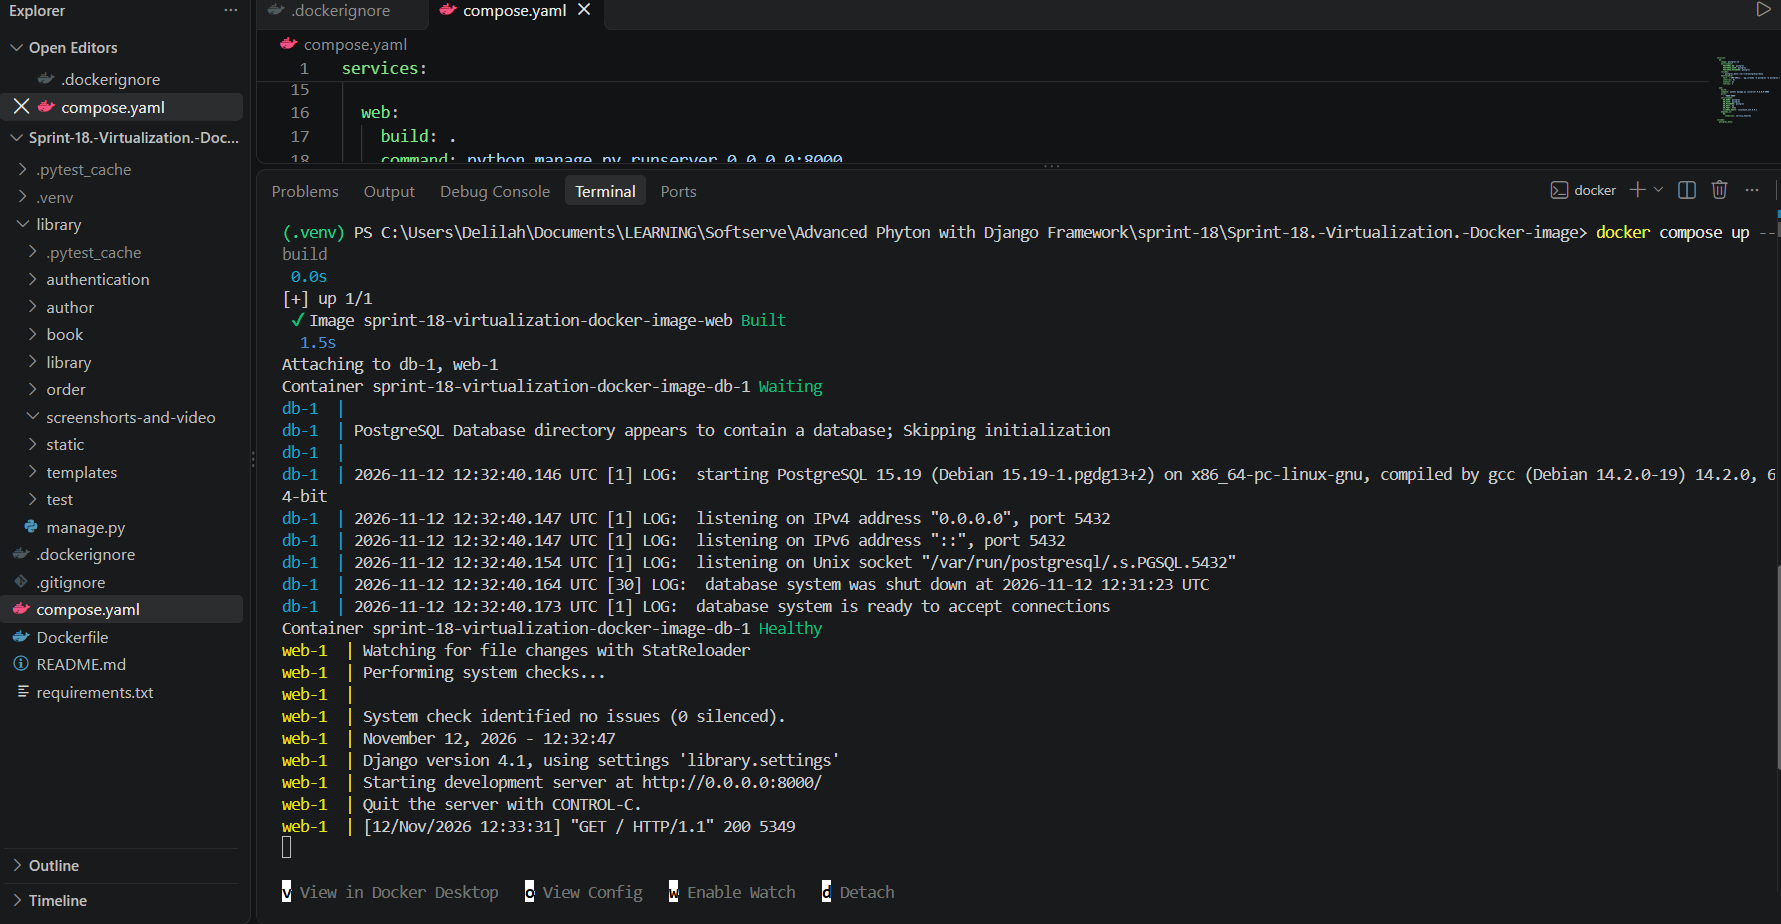 Explorer
Open Editors
.dockerignore
compose.yaml
Sprint-18.-Virtualization.-Doc...
.pytest_cache
.venv
library
.pytest_cache
authentication
author
book
library
order
screenshorts-and-video
static
templates
test
manage.py
.dockerignore
.gitignore
compose.yaml
Dockerfile
README.md
requirements.txt
Outline
Timeline
.dockerignore
compose.yaml
compose.yaml
1 services:
15
16 web:
17 build: .
18 command: python manage.py runserver 0.0.0.0:8000
Problems Output Debug Console Terminal Ports
docker
(.venv) PS C:\Users\Delilah\Documents\LEARNING\Softserve\Advanced Phyton with Django Framework\sprint-18\Sprint-18.-Virtualization.-Docker-image> docker compose up --
build
0.0s
[+] up 1/1
✓ Image sprint-18-virtualization-docker-image-web Built
1.5s
Attaching to db-1, web-1
Container sprint-18-virtualization-docker-image-db-1 Waiting
db-1 |
db-1 | PostgreSQL Database directory appears to contain a database; Skipping initialization
db-1 |
db-1 | 2026-11-12 12:32:40.146 UTC [1] LOG:  starting PostgreSQL 15.19 (Debian 15.19-1.pgdg13+2) on x86_64-pc-linux-gnu, compiled by gcc (Debian 14.2.0-19) 14.2.0, 6
4-bit
db-1 | 2026-11-12 12:32:40.147 UTC [1] LOG:  listening on IPv4 address "0.0.0.0", port 5432
db-1 | 2026-11-12 12:32:40.147 UTC [1] LOG:  listening on IPv6 address "::", port 5432
db-1 | 2026-11-12 12:32:40.154 UTC [1] LOG:  listening on Unix socket "/var/run/postgresql/.s.PGSQL.5432"
db-1 | 2026-11-12 12:32:40.164 UTC [30] LOG:  database system was shut down at 2026-11-12 12:31:23 UTC
db-1 | 2026-11-12 12:32:40.173 UTC [1] LOG:  database system is ready to accept connections
Container sprint-18-virtualization-docker-image-db-1 Healthy
web-1 | Watching for file changes with StatReloader
web-1 | Performing system checks...
web-1 |
web-1 | System check identified no issues (0 silenced).
web-1 | November 12, 2026 - 12:32:47
web-1 | Django version 4.1, using settings 'library.settings'
web-1 | Starting development server at http://0.0.0.0:8000/
web-1 | Quit the server with CONTROL-C.
web-1 | [12/Nov/2026 12:33:31] "GET / HTTP/1.1" 200 5349
v View in Docker Desktop o View Config w Enable Watch d Detach